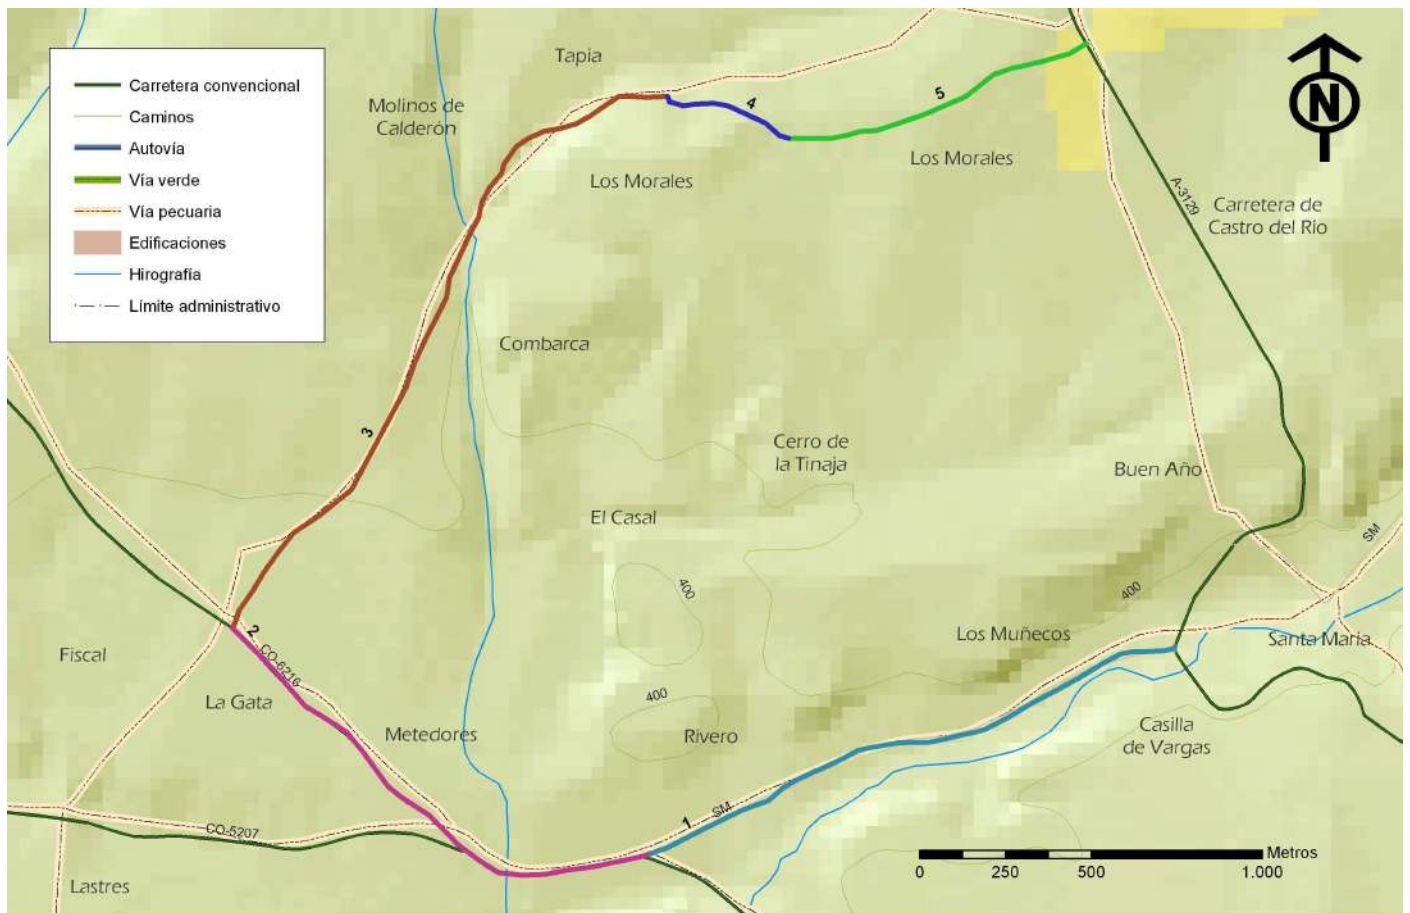 Carretera convencional
Caminos
Autovía
Vía verde
Vía pecuaria
Edificaciones
Hirografía
Límite administrativo
Tapia
Molinos de
Calderón
4
5
N
Los Morales
Los Morales
A-3129
Carretera de
Castro del Río
Combarca
3
Cerro de
la Tinaja
Buen Año
El Casal
SM
400
400
2
CO-6216
Fiscal
Los Muñecos
Santa María
La Gata
400
Metedores
Rivero
Casilla
de Vargas
SM
1
CO-5207
Metros
0 250 500 1.000
Lastres